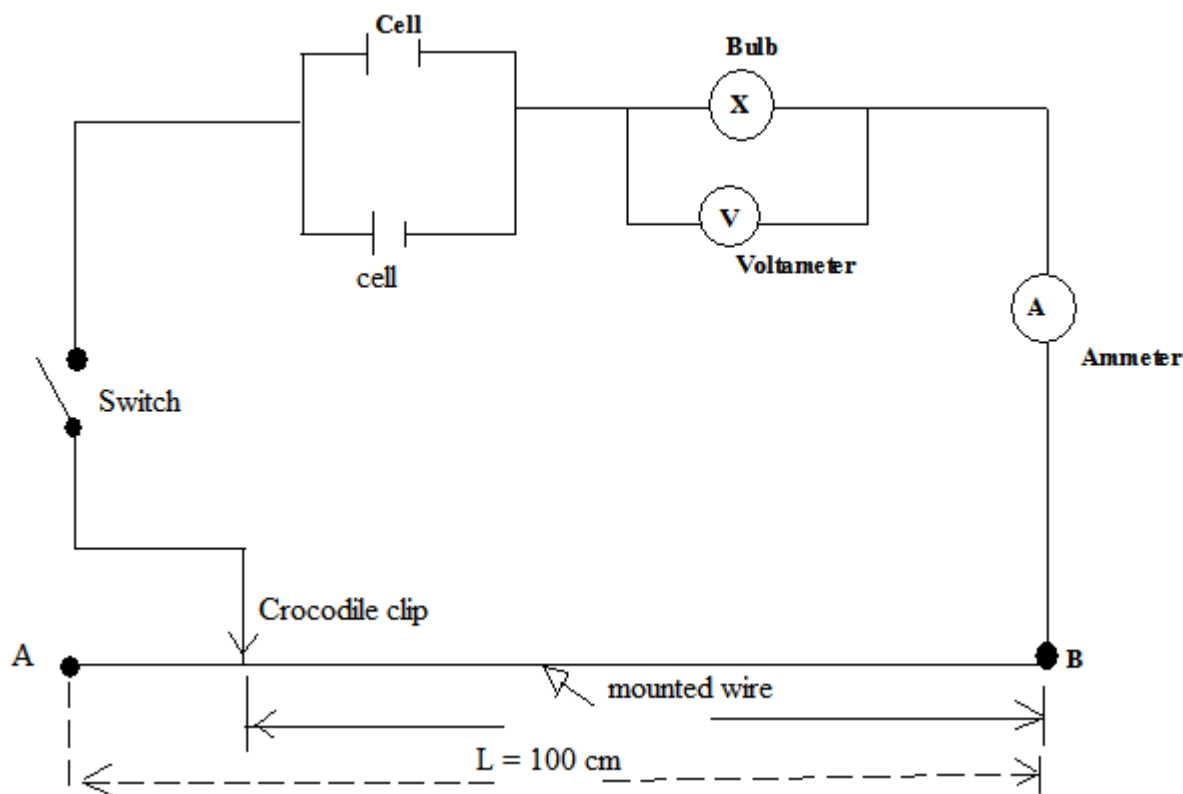 Cell
Bulb
X
V
Voltameter
cell
A
Ammeter
Switch
Crocodile clip
A
B
mounted wire
L = 100 cm